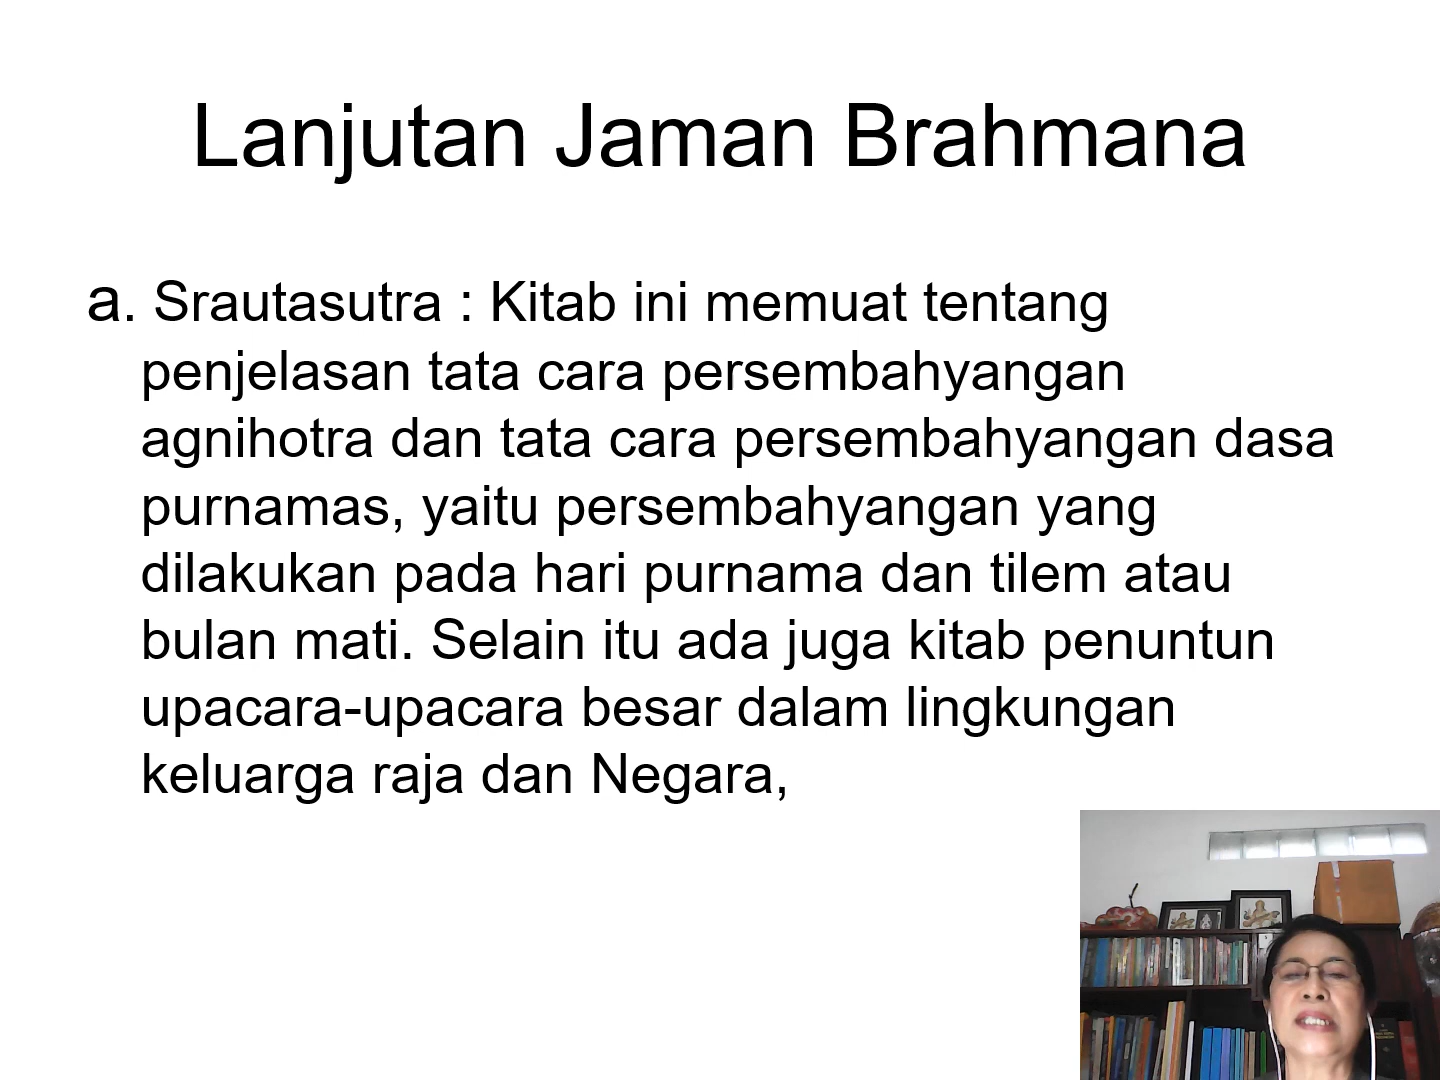 Lanjutan Jaman Brahmana
a. Srautasutra : Kitab ini memuat tentang
penjelasan tata cara persembahyangan
agnihotra dan tata cara persembahyangan dasa
purnamas, yaitu persembahyangan yang
dilakukan pada hari purnama dan tilem atau
bulan mati. Selain itu ada juga kitab penuntun
upacara-upacara besar dalam lingkungan
keluarga raja dan Negara,